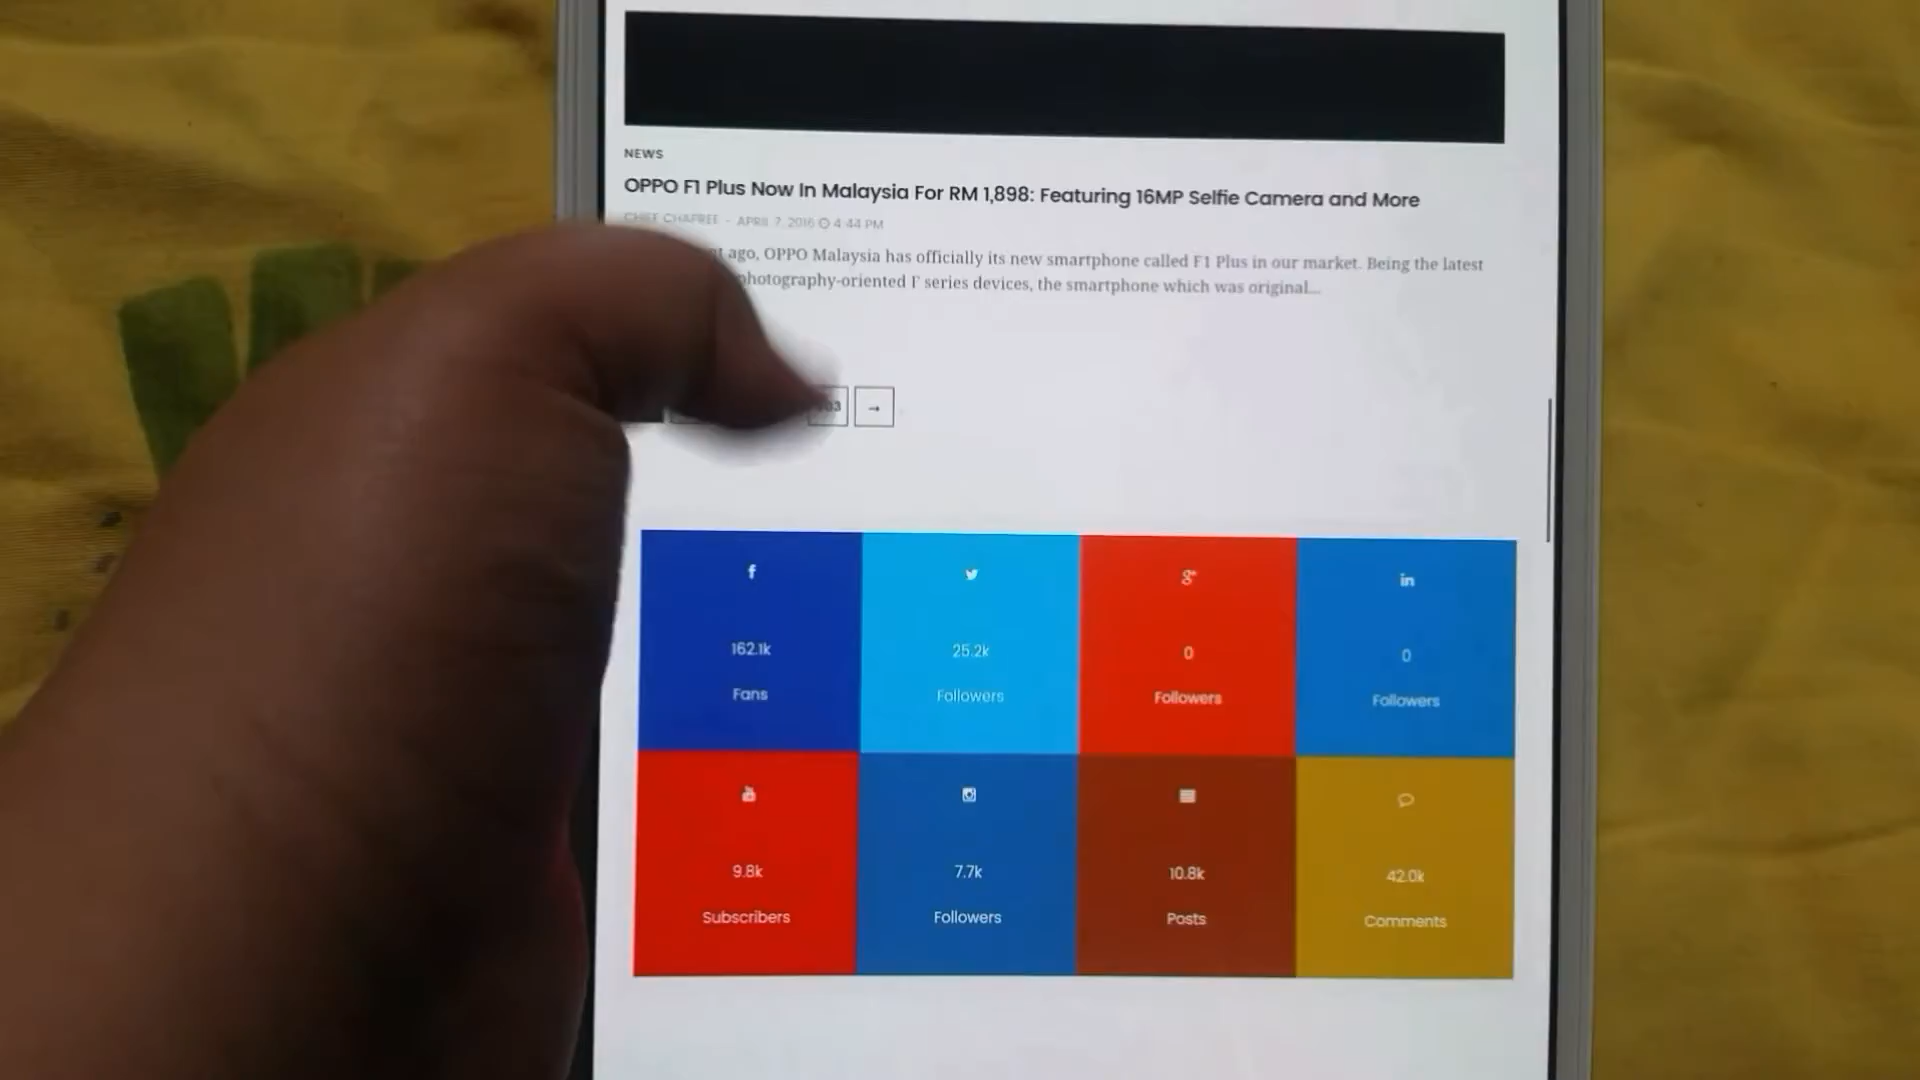 NEWS
OPPO F1 Plus Now In Malaysia For RM 1,898: Featuring 16MP Selfie Camera and More
CHIEF CHAPREE - APRIL 7, 2016 4:44 PM
ago, OPPO Malaysia has officially its new smartphone called F1 Plus in our market. Being the latest
photography-oriented F series devices, the smartphone which was original...
→
f
g+
in
162.1k
25.2k
0
0
Fans
Followers
Followers
Followers
9.8k
7.7k
10.8k
42.0k
Subscribers
Followers
Posts
Comments